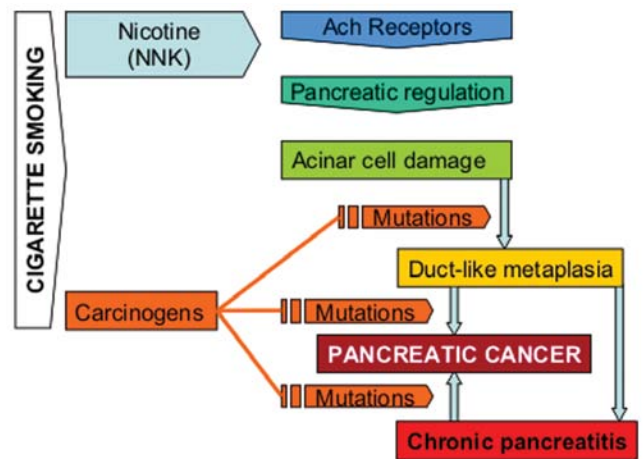 CIGARETTE SMOKING
Nicotine
(NNK)
Ach Receptors
Pancreatic regulation
Acinar cell damage
Mutations
Duct-like metaplasia
Carcinogens
Mutations
PANCREATIC CANCER
Mutations
Chronic pancreatitis